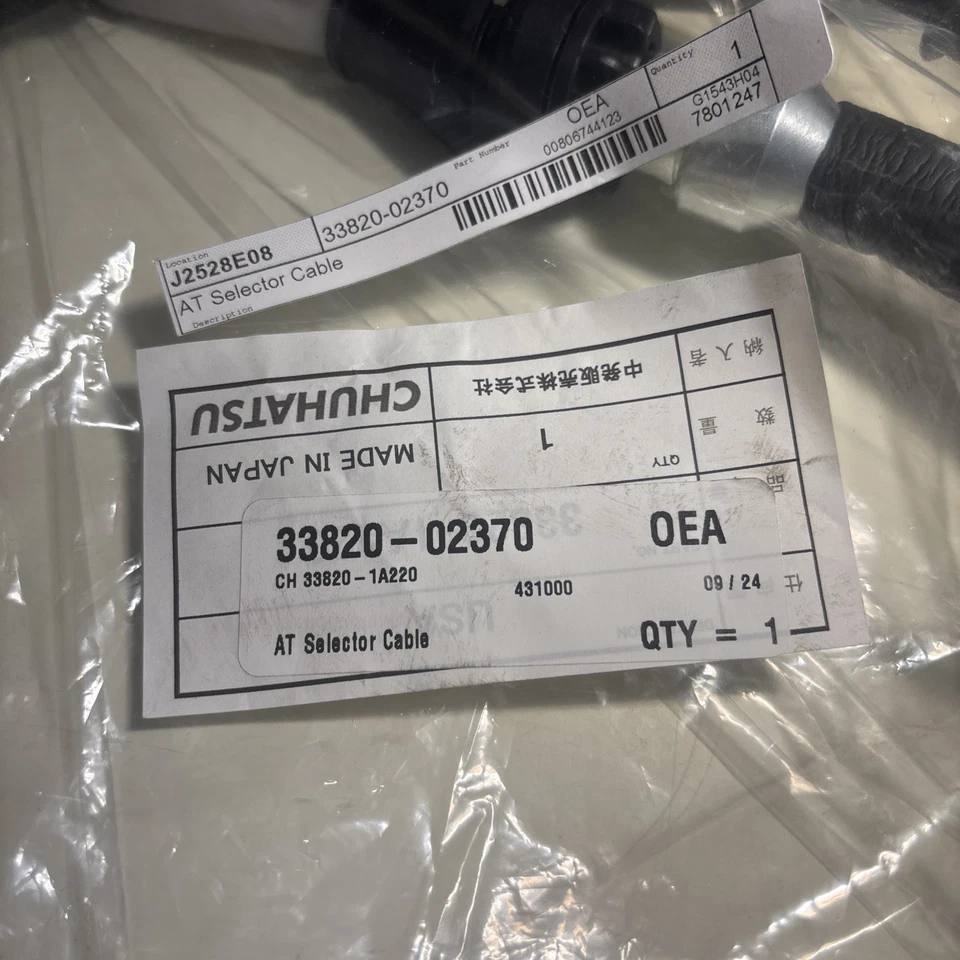 Quantity
1
Part Number
OEA
00806744123
G1543H04
7801247
Location
J2528E08
33820-02370
AT Selector Cable
Description
納入者
中発販売株式会社
CHUHATSU
数量
QTY
1
MADE IN JAPAN
品
33820-02370 OEA
CH 33820-1A220
431000
09/24
仕
AT Selector Cable
QTY = 1